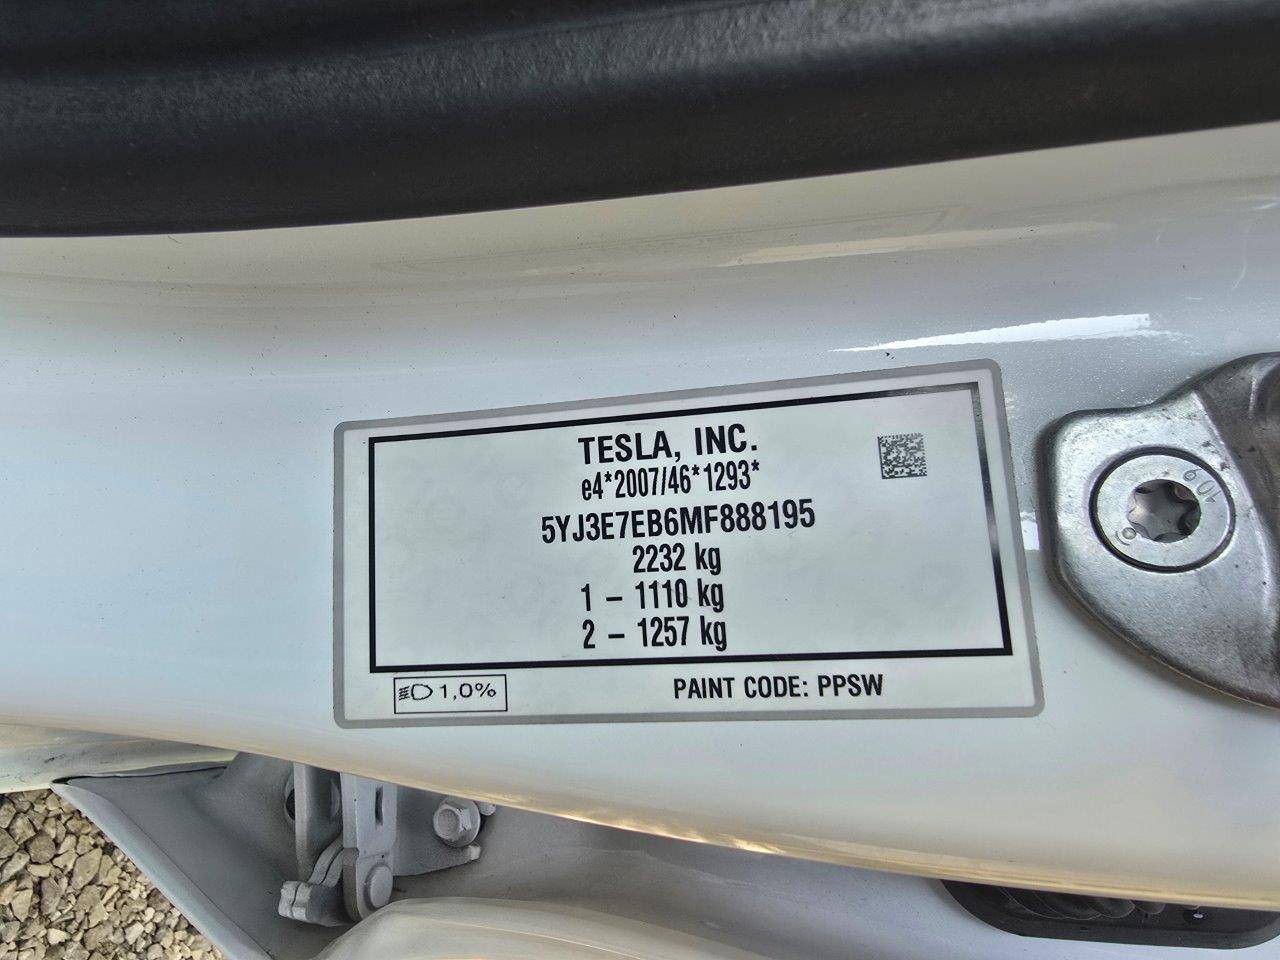 TESLA, INC.
e4*2007/46*1293*
5YJ3E7EB6MF888195
2232 kg
1 – 1110 kg
2 – 1257 kg
1,0%
PAINT CODE: PPSW
109